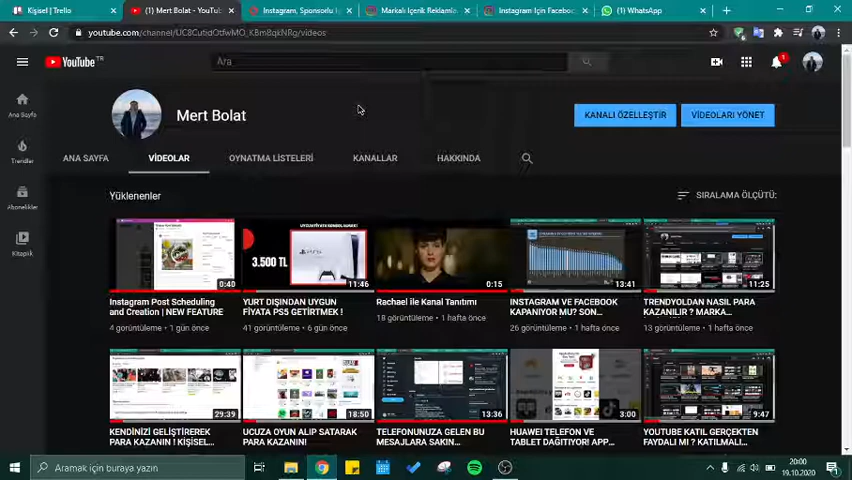 Kişisel | Trello
(1) Mert Bolat - YouTu
Instagram, Sponsorlu İ
Markalı İçerik Reklamla
Instagram İçin Faceboo
(1) WhatsApp
youtube.com/channel/UC8CutidOtfwMO_KBm8qkNRg/videos
YouTube TR
Ara
1
Ana Sayfa
Trendler
Abonelikler
Kitaplık
Mert Bolat
KANALI ÖZELLEŞTİR
VİDEOLARI YÖNET
ANA SAYFA
VİDEOLAR
OYNATMA LİSTELERİ
KANALLAR
HAKKINDA
Yüklenenler
SIRALAMA ÖLÇÜTÜ:
0:40
3.500 TL
11:46
0:15
13:41
11:25
Instagram Post Scheduling
and Creation | NEW FEATURE
4 görüntüleme • 1 gün önce
YURT DIŞINDAN UYGUN
FİYATA PS5 GETİRTMEK !
41 görüntüleme • 6 gün önce
Rachael ile Kanal Tanıtımı
18 görüntüleme • 1 hafta önce
INSTAGRAM VE FACEBOOK
KAPANIYOR MU? SON...
26 görüntüleme • 1 hafta önce
TRENDYOLDAN NASIL PARA
KAZANILIR ? MARKA...
13 görüntüleme • 1 hafta önce
29:39
18:50
13:36
3:00
9:47
KENDİNİZİ GELİŞTİREREK
PARA KAZANIN ! KİŞİSEL...
UCUZA OYUN ALIP SATARAK
PARA KAZANIN!
TELEFONUNUZA GELEN BU
MESAJLARA SAKIN...
HUAWEI TELEFON VE
TABLET DAĞITIYOR! APP...
YOUTUBE KATIL GERÇEKTEN
FAYDALI MI ? KATILMALI...
Aramak için buraya yazın
20:00
19.10.2020